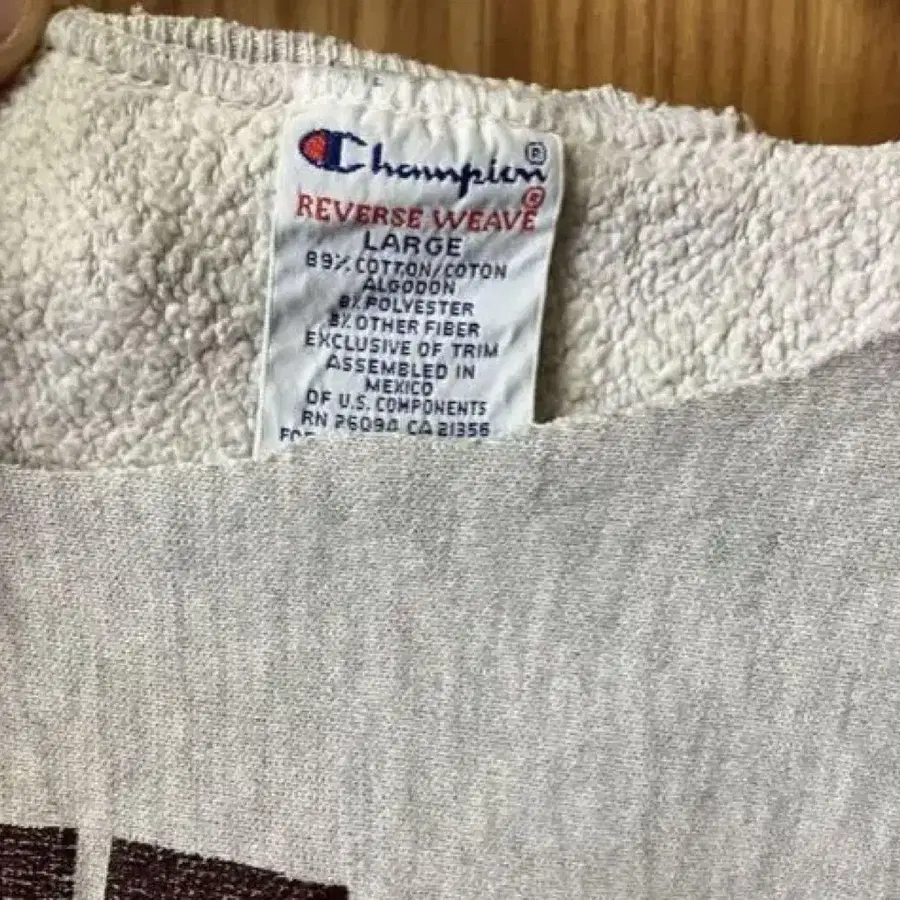 Champion®
REVERSE WEAVE®
LARGE
89% COTTON/COTON
ALGODON
8% POLYESTER
3% OTHER FIBER
EXCLUSIVE OF TRIM
ASSEMBLED IN
MEXICO
OF U.S. COMPONENTS
RN 26094 CA 21356